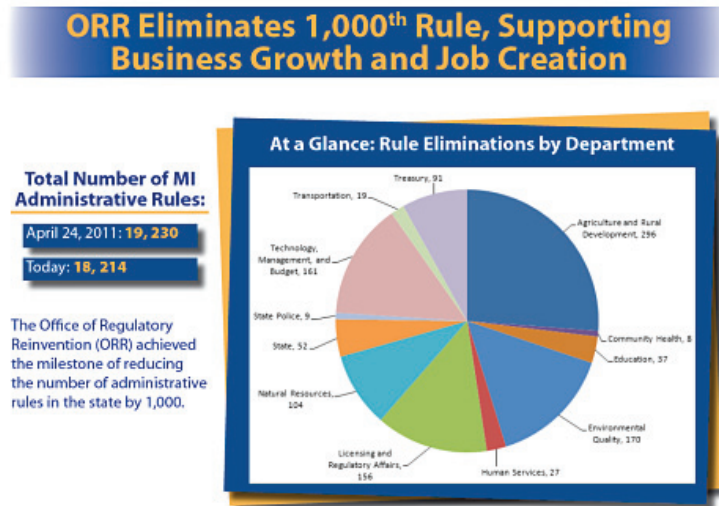 ORR Eliminates 1,000th Rule, Supporting
Business Growth and Job Creation
Total Number of MI
Administrative Rules:
April 24, 2011: 19, 230
Today: 18, 214
The Office of Regulatory
Reinvention (ORR) achieved
the milestone of reducing
the number of administrative
rules in the state by 1,000.
At a Glance: Rule Eliminations by Department
Treasury, 91
Transportation, 19
Agriculture and Rural
Development, 296
Technology,
Management, and
Budget, 161
State Police, 9
Community Health, 8
State, 52
Education, 37
Natural Resources,
104
Environmental
Quality, 170
Licensing and
Regulatory Affairs,
156
Human Services, 27